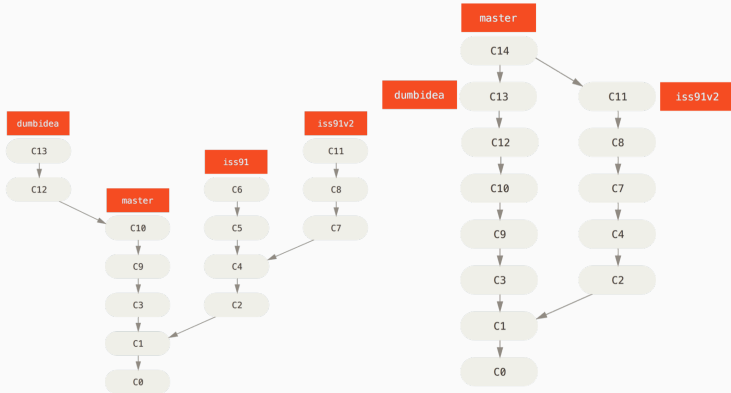 dumbidea
C13
C12
master
C10
C9
C3
C1
C0
iss91
C6
C5
C4
C2
iss91v2
C11
C8
C7
master
C14
dumbidea
C13
C12
C10
C9
C3
C1
C0
C11
iss91v2
C8
C7
C4
C2